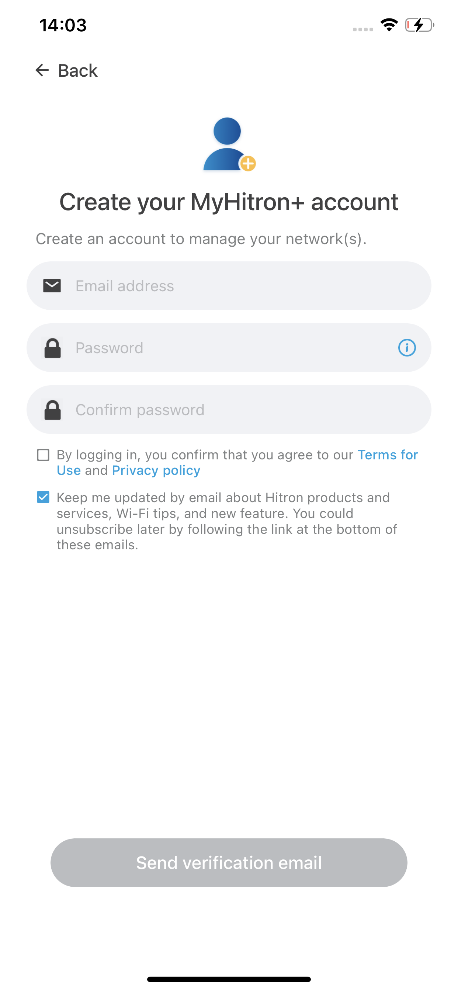 14:03
Back
Create your MyHitron+ account
Create an account to manage your network(s).
Email address
Password
Confirm password
By logging in, you confirm that you agree to our Terms for
Use and Privacy policy
Keep me updated by email about Hitron products and
services, Wi-Fi tips, and new feature. You could
unsubscribe later by following the link at the bottom of
these emails.
Send verification email